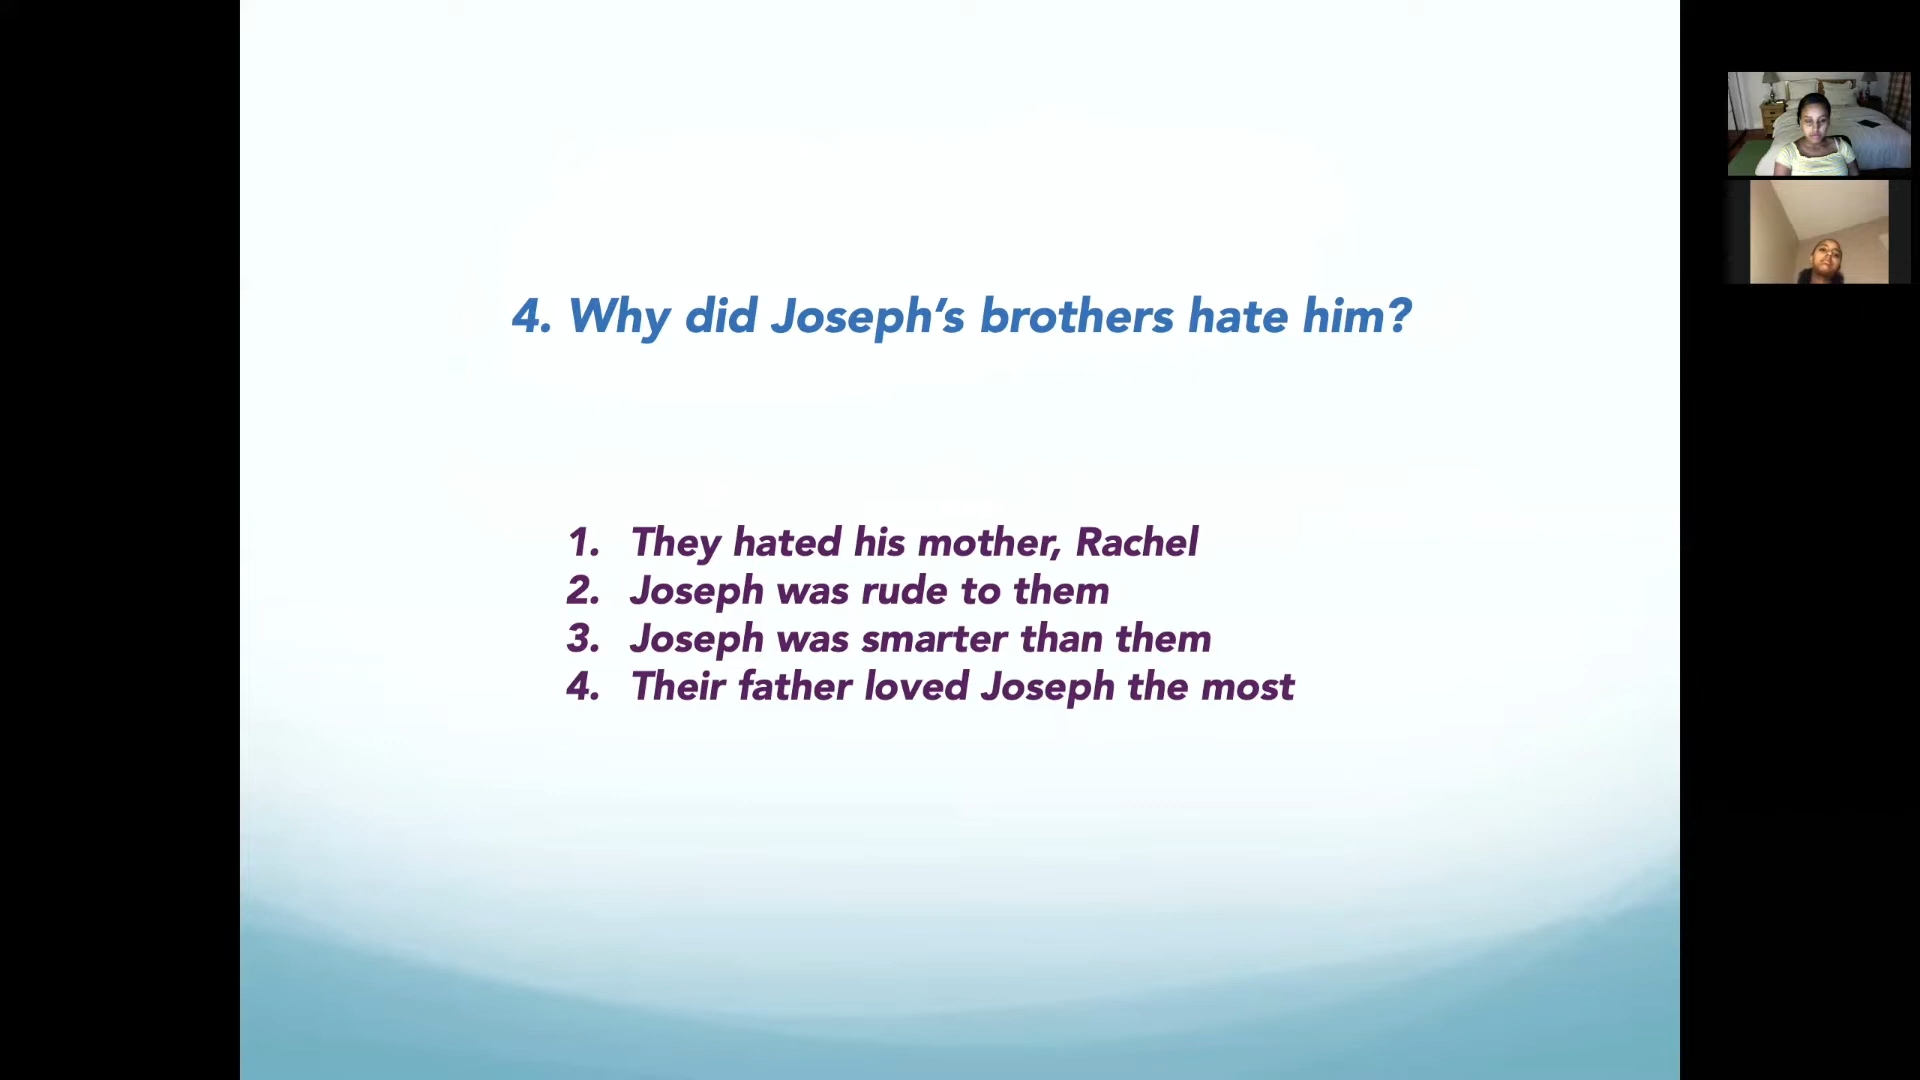 4. Why did Joseph’s brothers hate him?
1. They hated his mother, Rachel
2. Joseph was rude to them
3. Joseph was smarter than them
4. Their father loved Joseph the most